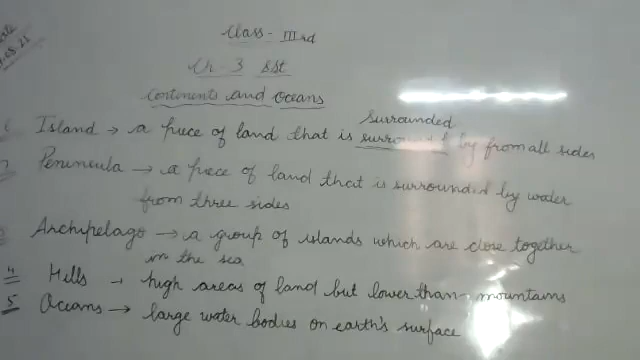 Class - IIIrd
Ch 3 SSt
Continents and Oceans
surrounded
Island → a piece of land that is by from all sides
Penincula → a piece of land that is surrounded by water
from three sides
Archipelago → a group of islands which are close together
in the sea
4 Hills → high areas of land but lower than mountains
5 Oceans → large water bodies on earth's surface